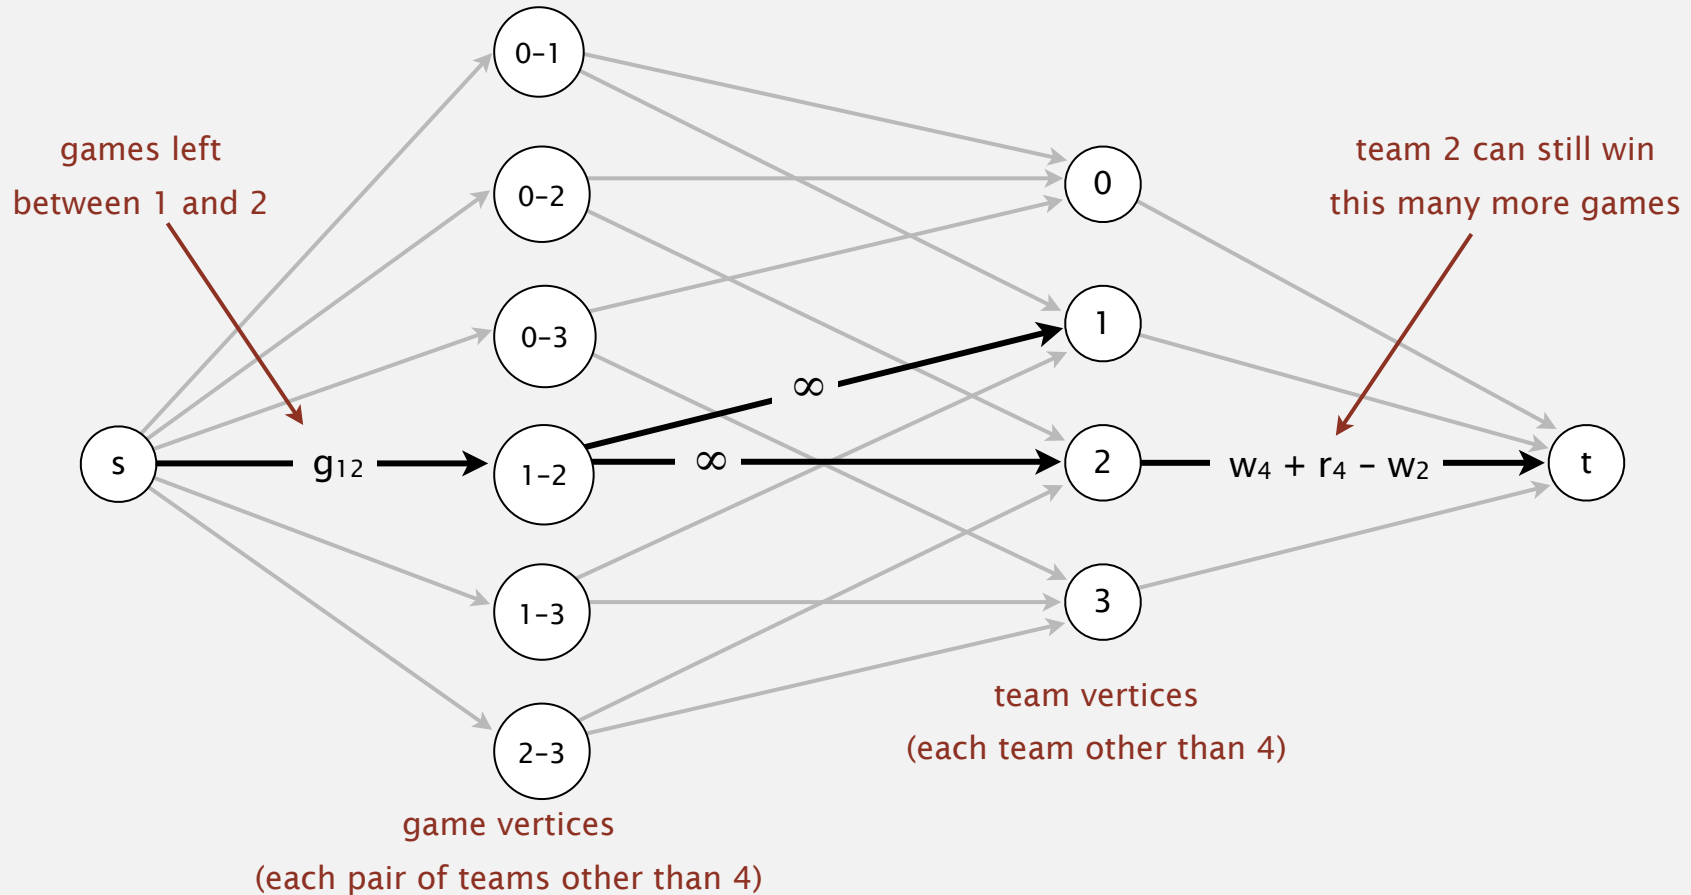 games left
between 1 and 2
team 2 can still win
this many more games
s
g12
0–1
0–2
0–3
1–2
1–3
2–3
∞
∞
0
1
2
3
w4 + r4 – w2
t
team vertices
(each team other than 4)
game vertices
(each pair of teams other than 4)